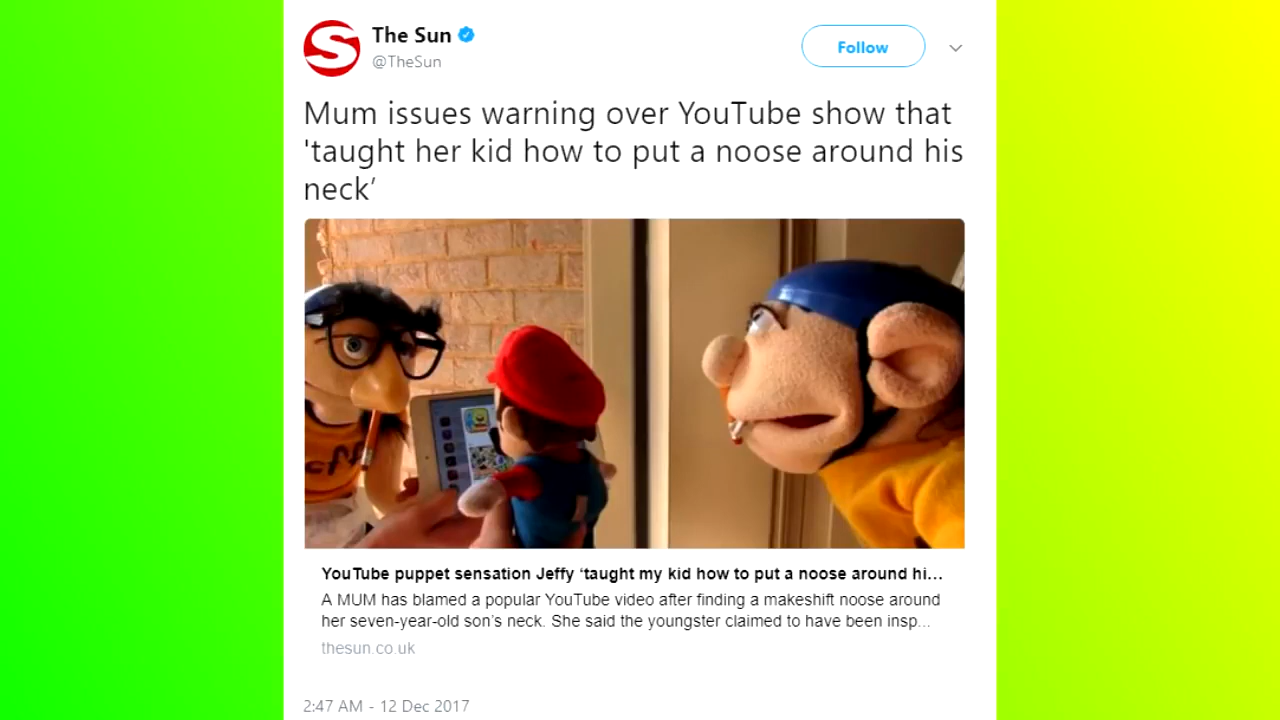 The Sun
@TheSun
Follow
Mum issues warning over YouTube show that
'taught her kid how to put a noose around his
neck'
YouTube puppet sensation Jeffy ‘taught my kid how to put a noose around hi...
A MUM has blamed a popular YouTube video after finding a makeshift noose around
her seven-year-old son’s neck. She said the youngster claimed to have been insp...
thesun.co.uk
2:47 AM - 12 Dec 2017